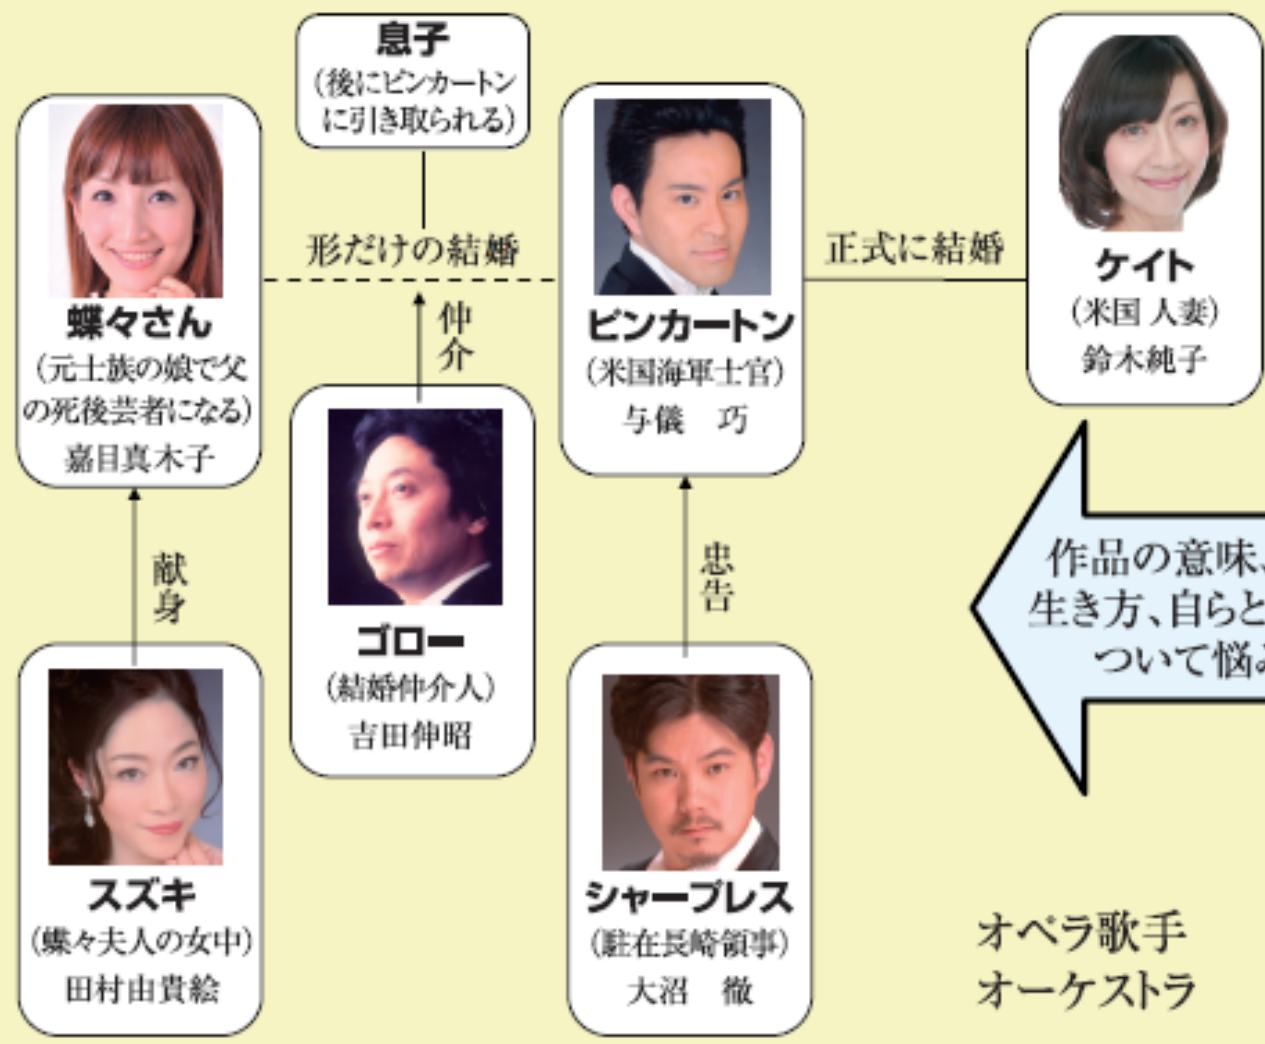 息子
(後にピンカートン
に引き取られる)
蝶々さん
(元士族の娘で父
の死後芸者になる)
嘉目真木子
形だけの結婚
仲介
ピンカートン
(米国海軍士官)
与儀 巧
正式に結婚
ケイト
(米国 人妻)
鈴木純子
献身
ゴロー
(結婚仲介人)
吉田伸昭
忠告
スズキ
(蝶々夫人の女中)
田村由貴絵
シャープレス
(駐在長崎領事)
大沼 徹
作品の意味、
生き方、自らと
ついて悩み
オペラ歌手
オーケストラ